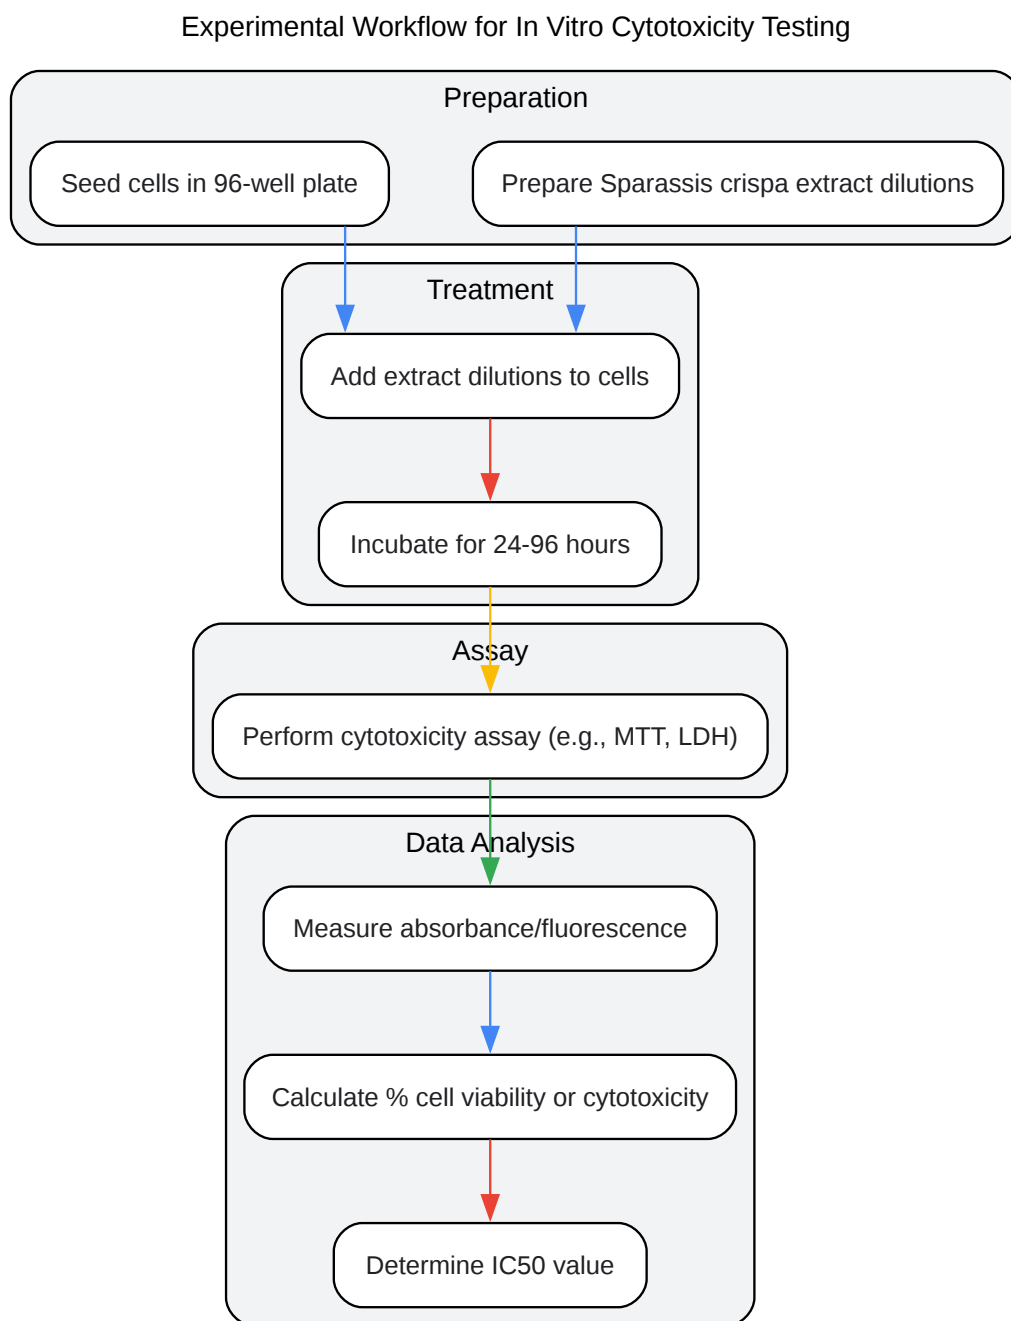 Experimental Workflow for In Vitro Cytotoxicity Testing
Preparation
Seed cells in 96-well plate
Prepare Sparassis crispa extract dilutions
Treatment
Add extract dilutions to cells
Incubate for 24-96 hours
Assay
Perform cytotoxicity assay (e.g., MTT, LDH)
Data Analysis
Measure absorbance/fluorescence
Calculate % cell viability or cytotoxicity
Determine IC50 value